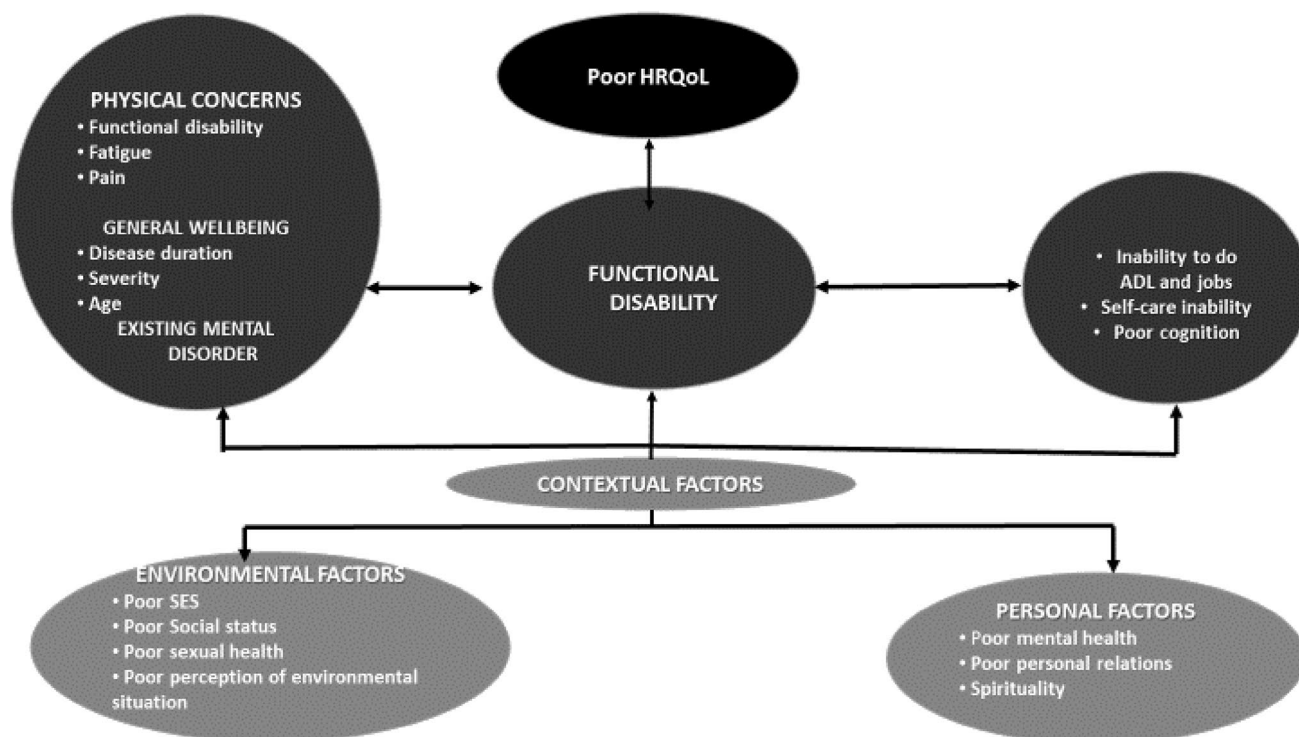 Poor HRQoL
PHYSICAL CONCERNS
• Functional disability
• Fatigue
• Pain
GENERAL WELLBEING
• Disease duration
• Severity
• Age
EXISTING MENTAL
DISORDER
FUNCTIONAL
DISABILITY
• Inability to do
ADL and jobs
• Self-care inability
• Poor cognition
CONTEXTUAL FACTORS
ENVIRONMENTAL FACTORS
• Poor SES
• Poor Social status
• Poor sexual health
• Poor perception of environmental
situation
PERSONAL FACTORS
• Poor mental health
• Poor personal relations
• Spirituality